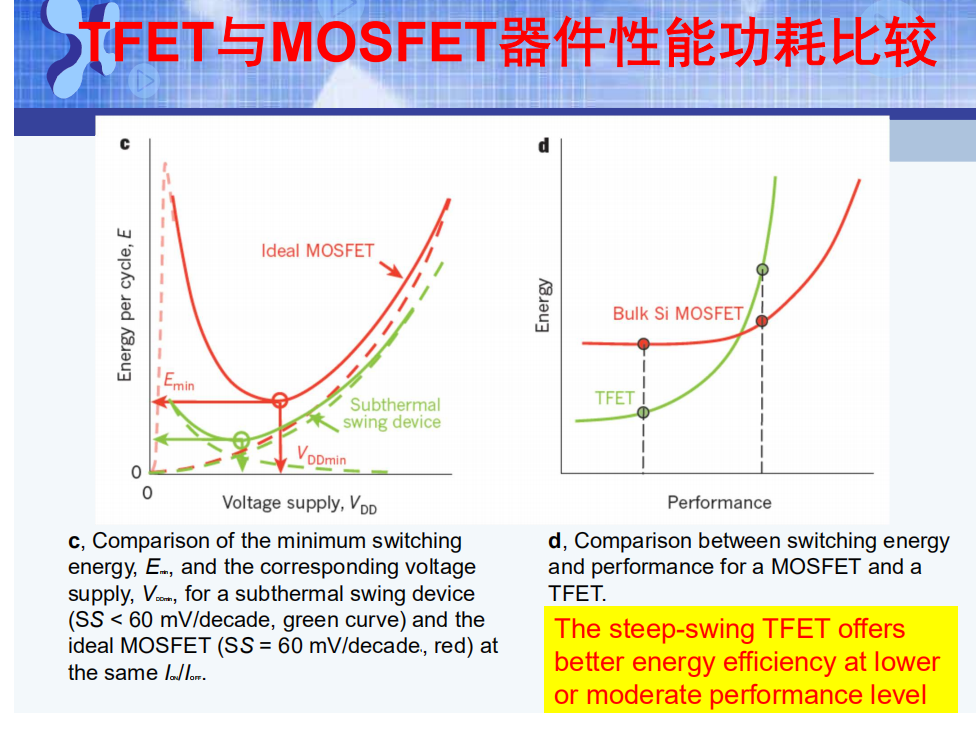 TFET与MOSFET器件性能功耗比较
c
Energy per cycle, E
Ideal MOSFET
Emin
Subthermal
swing device
VDDmin
0
0
Voltage supply, VDD
d
Energy
Bulk Si MOSFET
TFET
Performance
c, Comparison of the minimum switching
energy, Emin, and the corresponding voltage
supply, VDDmin, for a subthermal swing device
(SS < 60 mV/decade, green curve) and the
ideal MOSFET (SS = 60 mV/decade, red) at
the same ION/IOFF.
d, Comparison between switching energy
and performance for a MOSFET and a
TFET.
The steep-swing TFET offers
better energy efficiency at lower
or moderate performance level